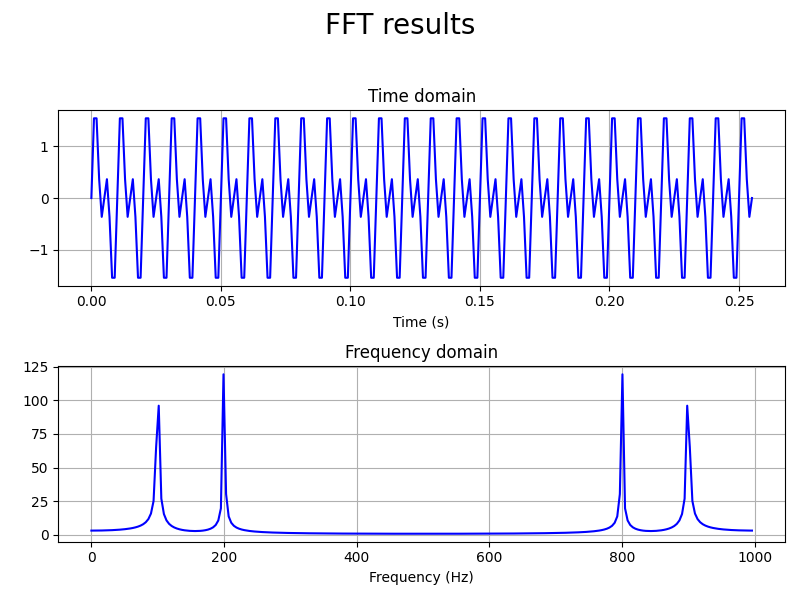 FFT results
Time domain
1
0
−1
0.00 0.05 0.10 0.15 0.20 0.25
Time (s)
Frequency domain
125
100
75
50
25
0
0 200 400 600 800 1000
Frequency (Hz)